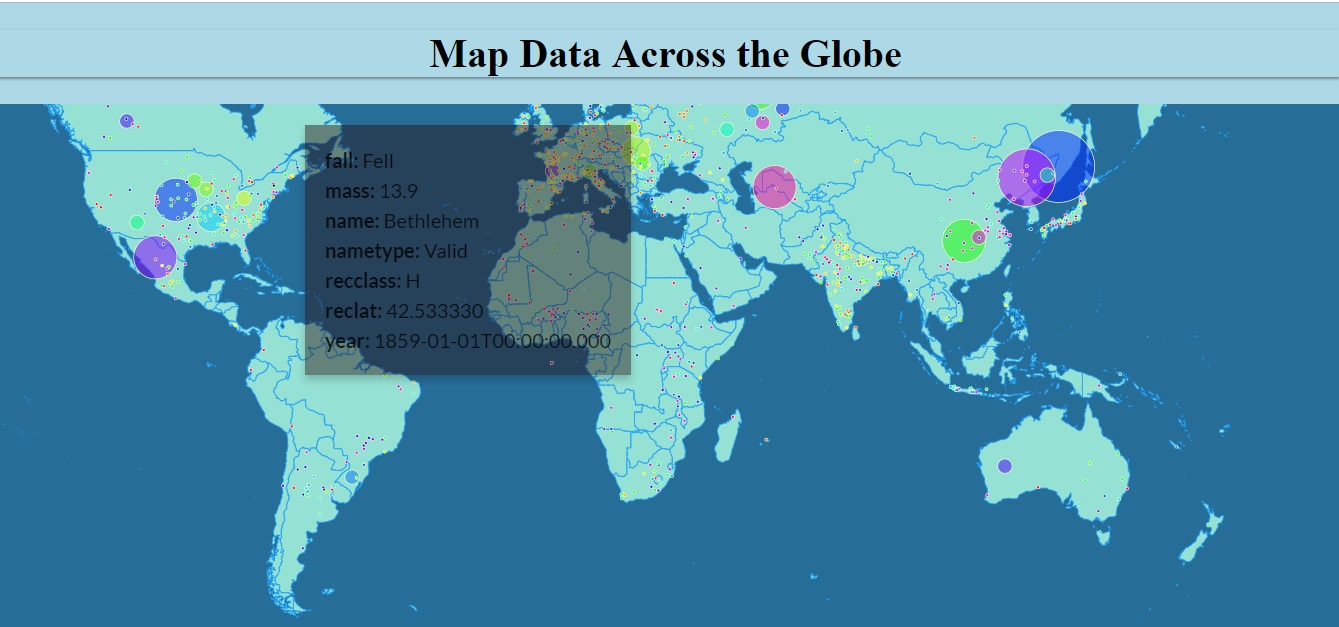 Map Data Across the Globe
fall: Fell
mass: 13.9
name: Bethlehem
nametype: Valid
recclass: H
reclat: 42.533330
year: 1859-01-01T00:00:00.000